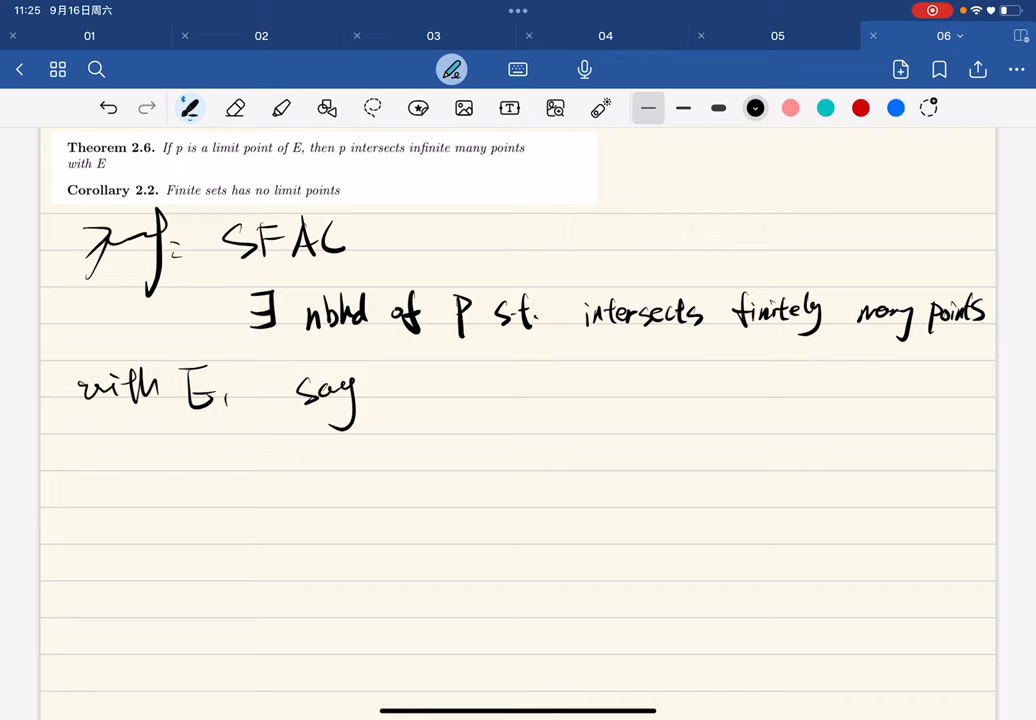 11:25 9月16日周六
01 02 03 04 05 06
Theorem 2.6. If p is a limit point of E, then p intersects infinite many points
with E
Corollary 2.2. Finite sets has no limit points
SFAC
∃ nbhd of p s.t. intersects finitely many points
with E, say